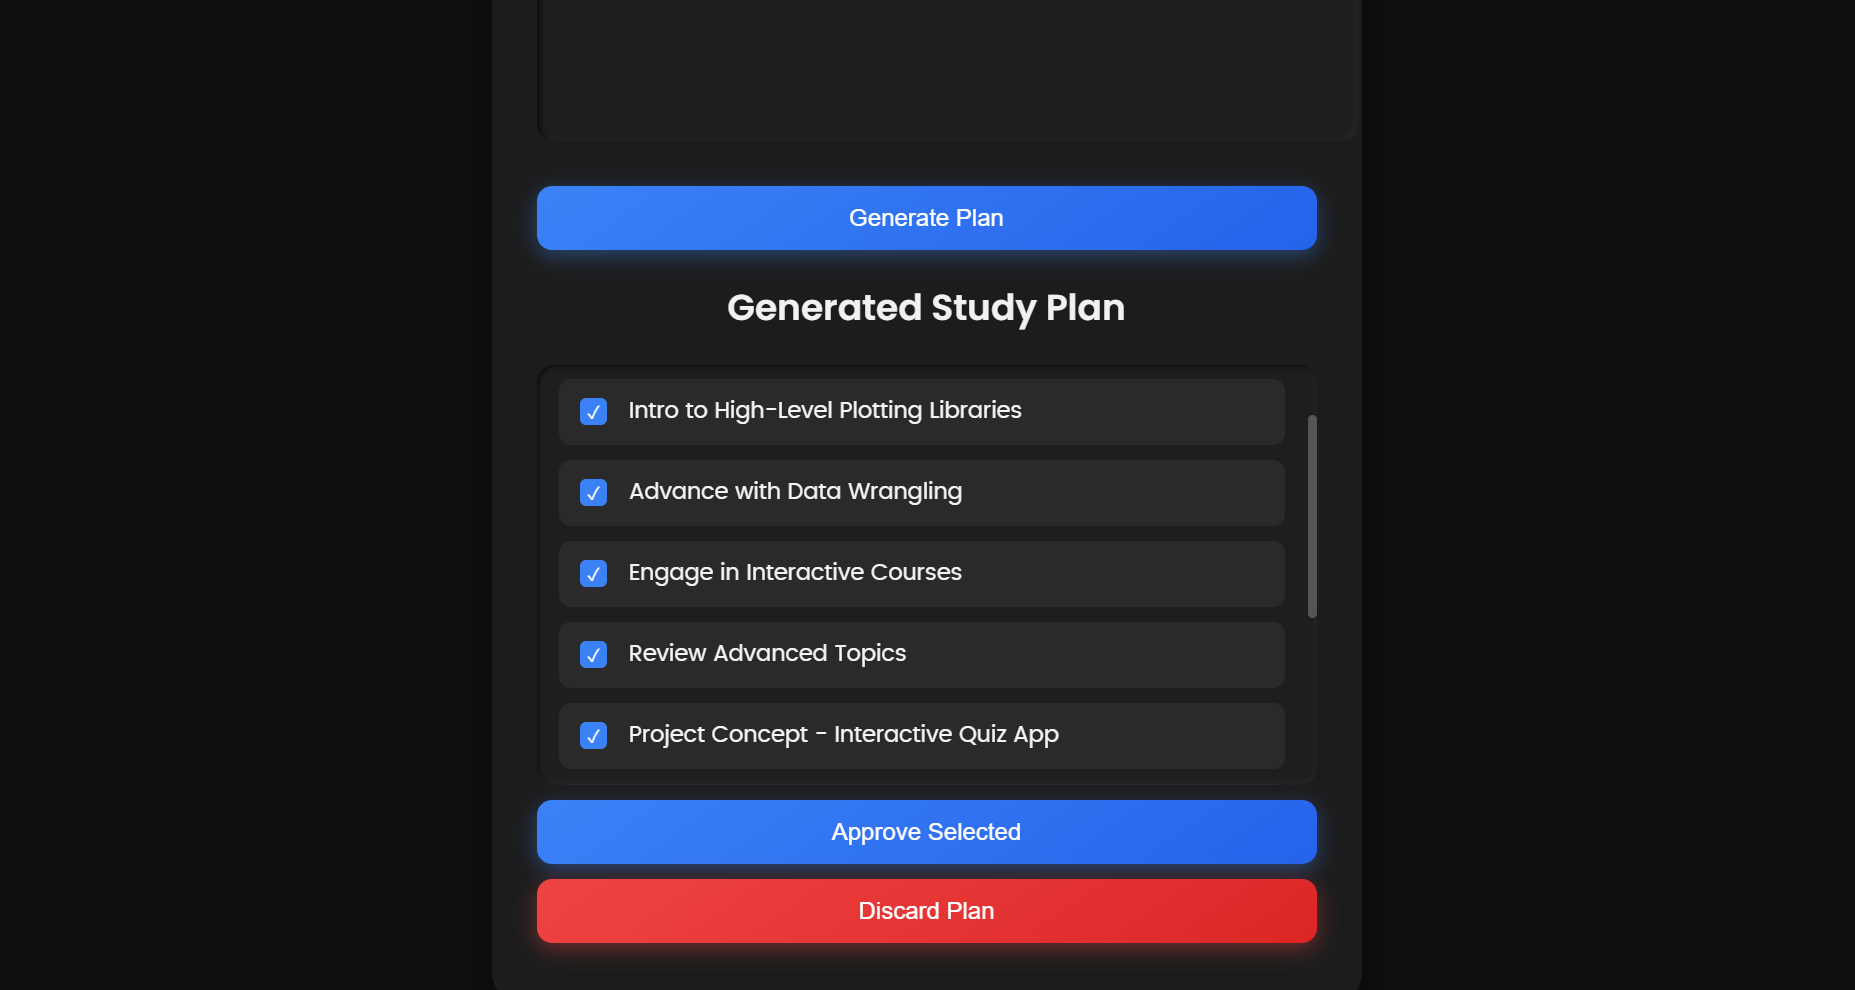 Generate Plan
Generated Study Plan
Intro to High-Level Plotting Libraries
Advance with Data Wrangling
Engage in Interactive Courses
Review Advanced Topics
Project Concept - Interactive Quiz App
Approve Selected
Discard Plan